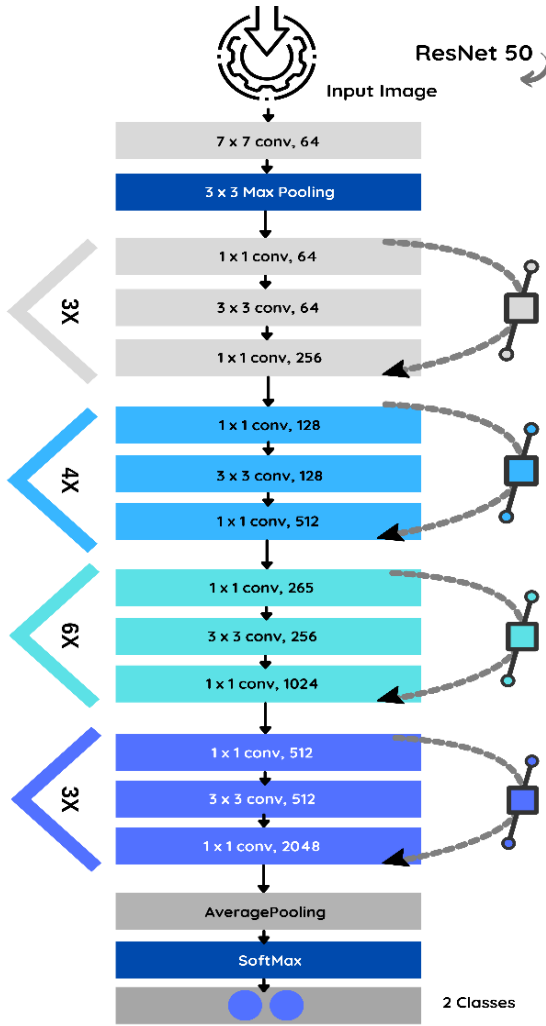 ResNet 50
Input Image
7 x 7 conv, 64
3 x 3 Max Pooling
3X
1 x 1 conv, 64
3 x 3 conv, 64
1 x 1 conv, 256
4X
1 x 1 conv, 128
3 x 3 conv, 128
1 x 1 conv, 512
6X
1 x 1 conv, 265
3 x 3 conv, 256
1 x 1 conv, 1024
3X
1 x 1 conv, 512
3 x 3 conv, 512
1 x 1 conv, 2048
AveragePooling
SoftMax
2 Classes